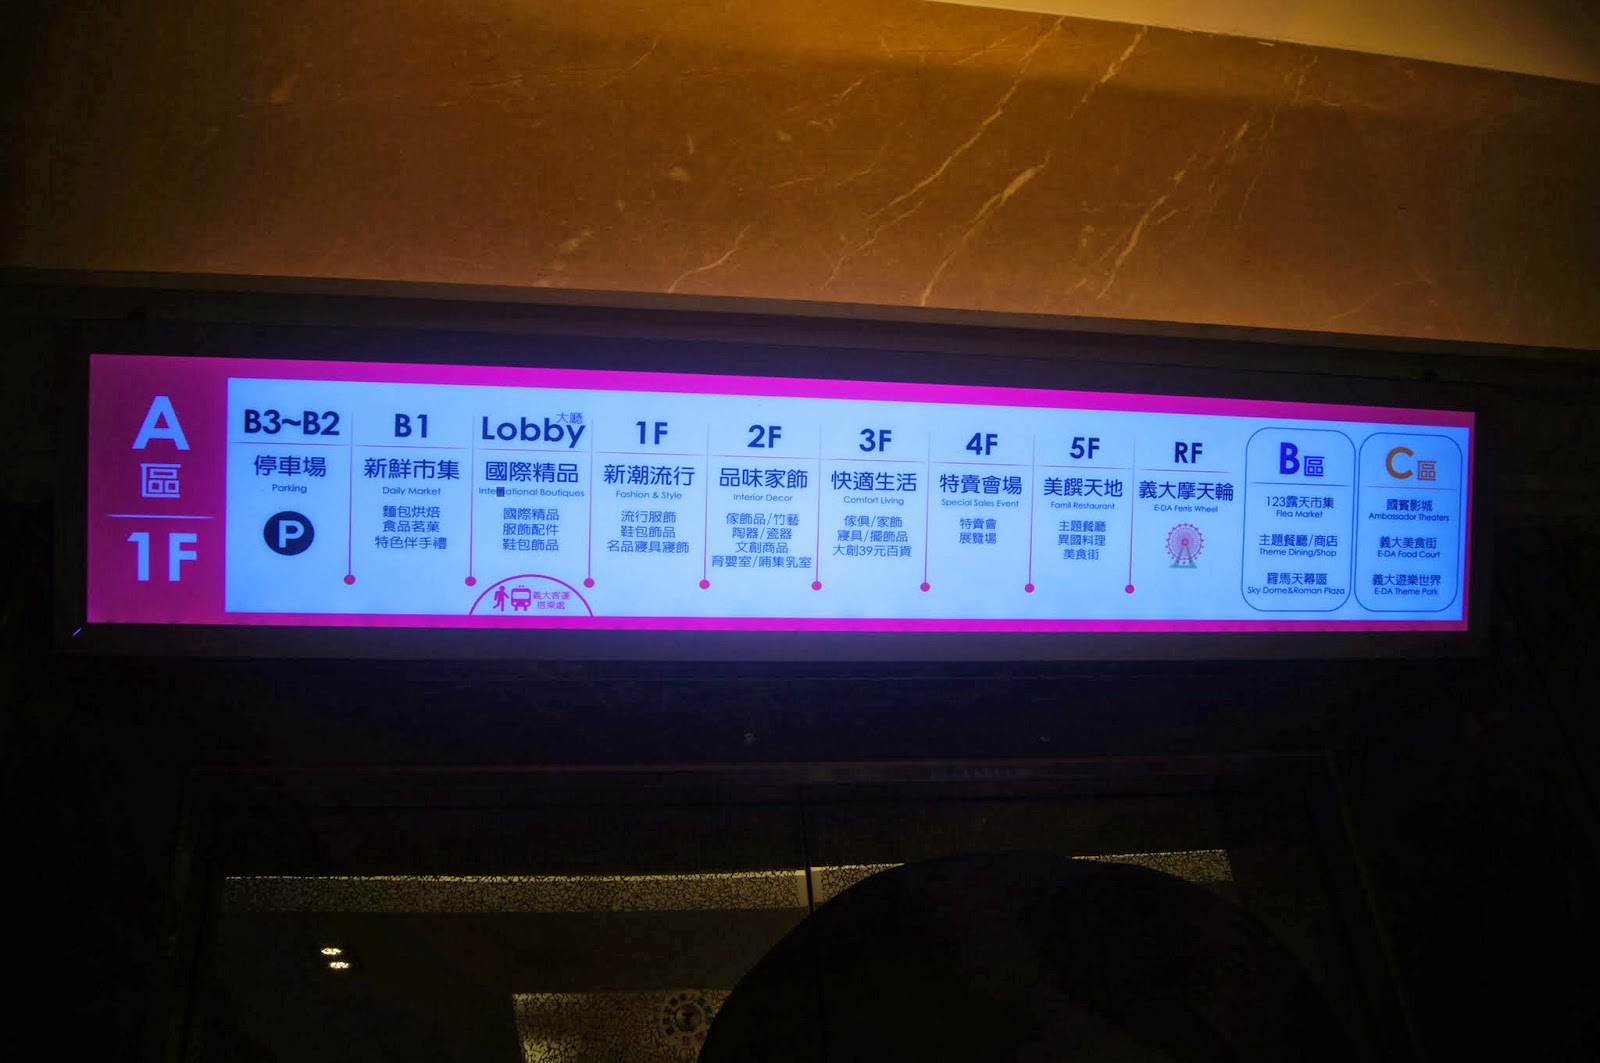 A
區
1F
B3~B2
停車場
Parking
P
B1
新鮮市集
Daily Market
麵包烘焙
食品茗菓
特色伴手禮
Lobby 大廳
國際精品
International Boutiques
國際精品
服飾配件
鞋包飾品
義大客運
搭乘處
1F
新潮流行
Fashion & Style
流行服飾
鞋包飾品
名品寢具寢飾
2F
品味家飾
Interior Decor
傢飾品/竹藝
陶器/瓷器
文創商品
育嬰室/哺集乳室
3F
快適生活
Comfort Living
傢俱/家飾
寢具/擺飾品
大創39元百貨
4F
特賣會場
Special Sales Event
特賣會
展覽場
5F
美饌天地
Famil Restaurant
主題餐廳
異國料理
美食街
RF
義大摩天輪
E-DA Ferris Wheel
B區
123露天市集
Flea Market
主題餐廳/商店
Theme Dining/Shop
羅馬天幕區
Sky Dome&Roman Plaza
C區
國賓影城
Ambassador Theaters
義大美食街
E-DA Food Court
義大遊樂世界
E-DA Theme Park